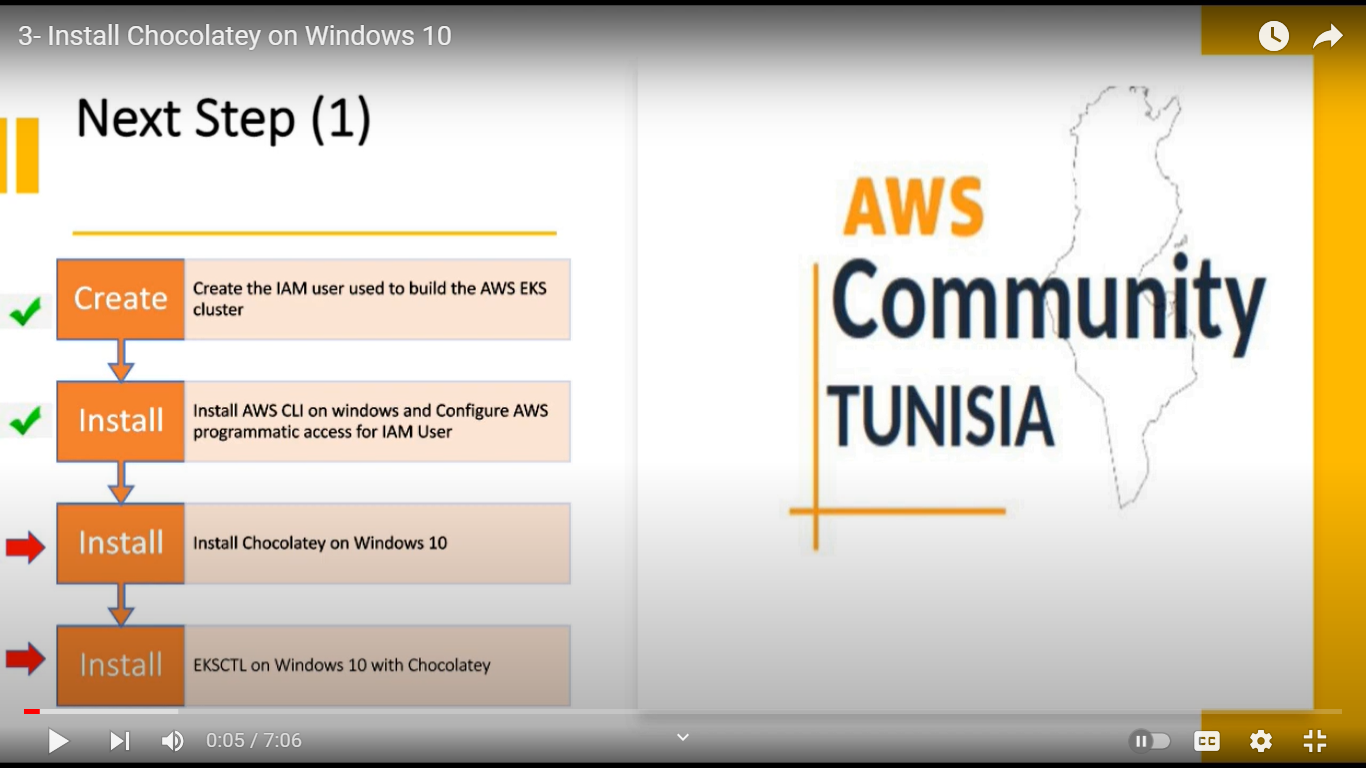 3- Install Chocolatey on Windows 10
Next Step (1)
Create
Create the IAM user used to build the AWS EKS
cluster
Install
Install AWS CLI on windows and Configure AWS
programmatic access for IAM User
Install
Install Chocolatey on Windows 10
Install
EKSCTL on Windows 10 with Chocolatey
AWS
Community
TUNISIA
0:05 / 7:06
CC